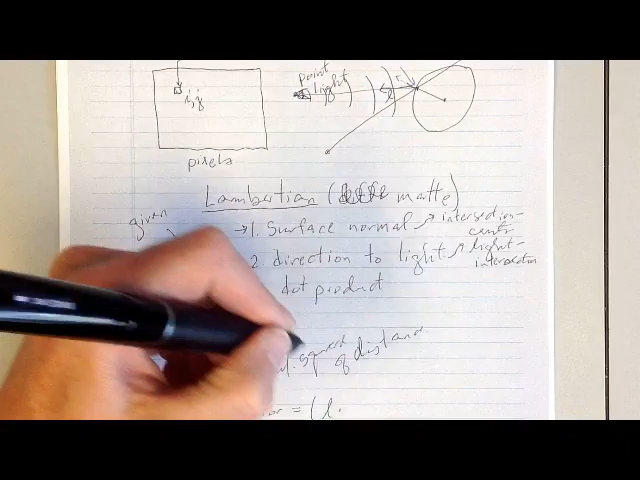 point
light
r
l
i,j
pixels
Lambertian ( matte)
given
→ 1. Surface normal ↗ intersection-
center
2. direction to light ↗ light-
intersection
dot product
square
of distance
= (l.